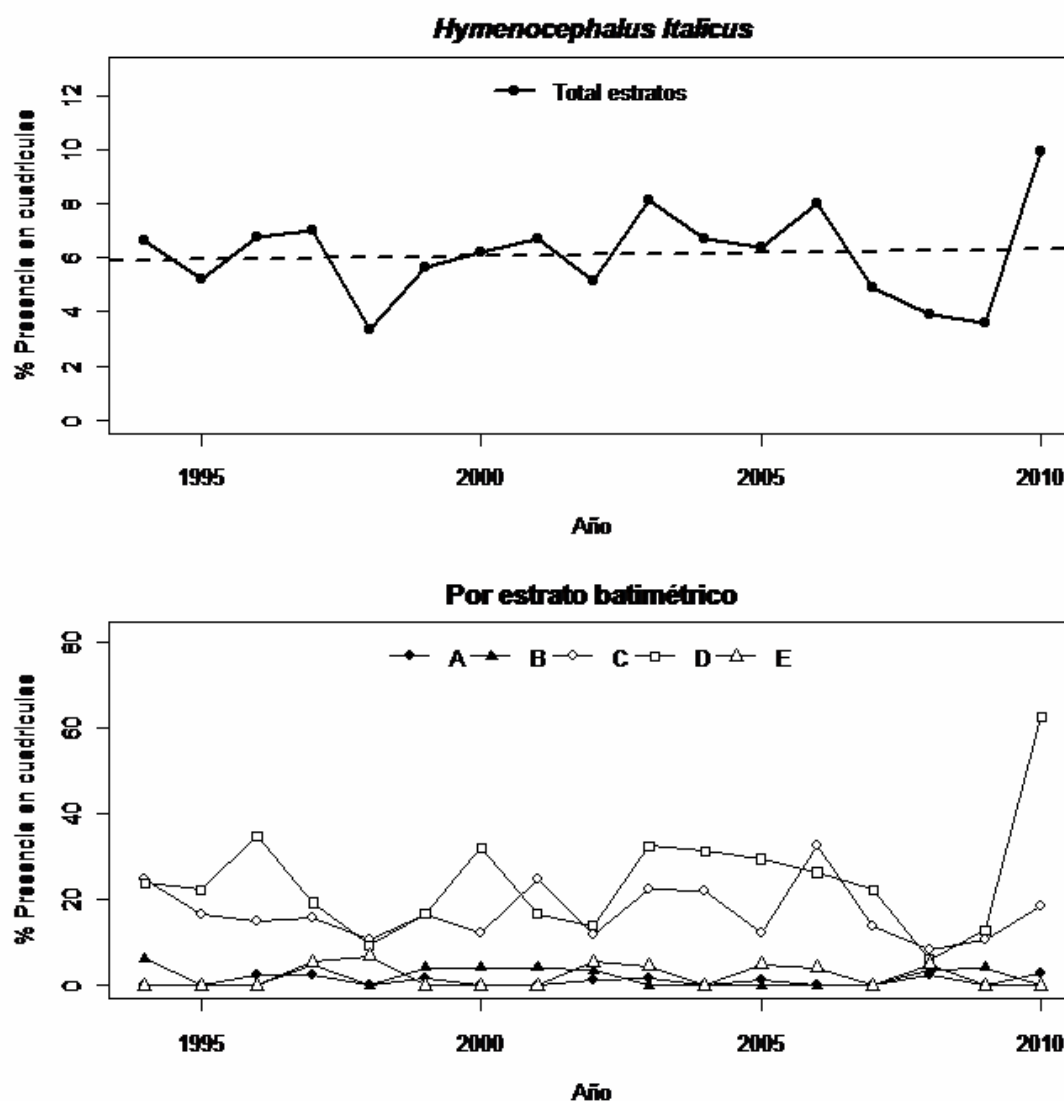 Hymenocephalus Italicus
Total estratos
% Presencia en cuadrículas
12
10
8
6
4
2
0
1995 2000 2005 2010
Año
Por estrato batimétrico
A B C D E
% Presencia en cuadrículas
80
60
40
20
0
1995 2000 2005 2010
Año